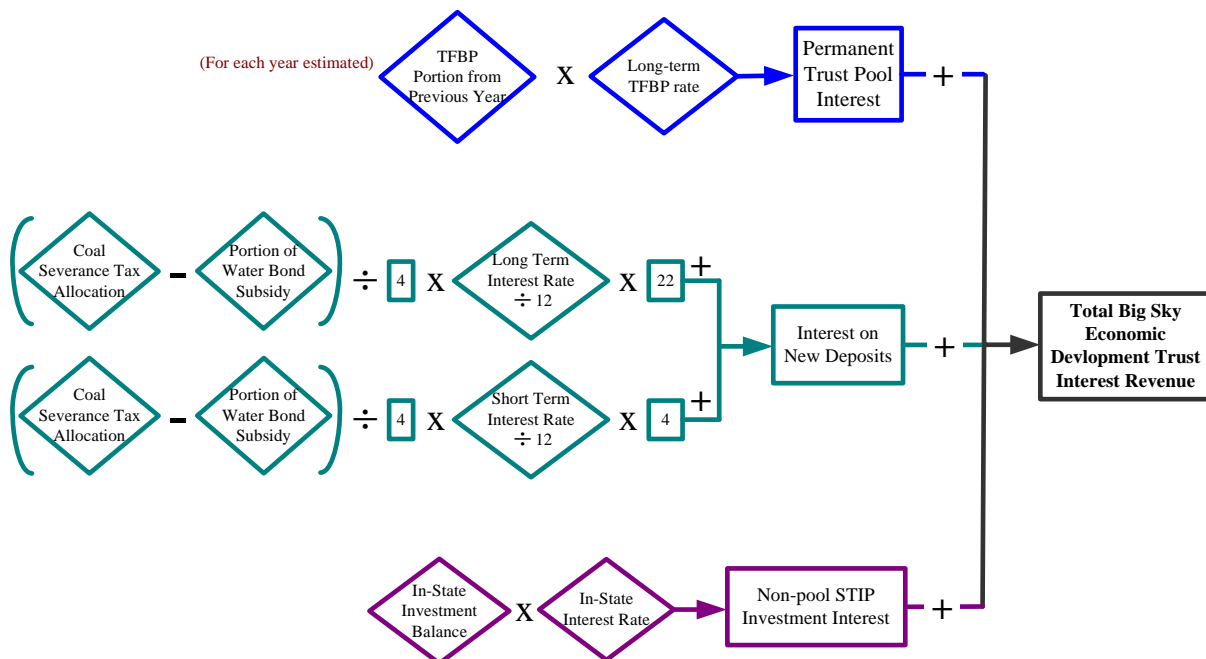 (For each year estimated)
TFBP
Portion from
Previous Year
X
Long-term
TFBP rate
Permanent
Trust Pool
Interest
+
(
Coal
Severance Tax
Allocation
-
Portion of
Water Bond
Subsidy
)
÷
4
X
Long Term
Interest Rate
÷ 12
X
22
+
(
Coal
Severance Tax
Allocation
-
Portion of
Water Bond
Subsidy
)
÷
4
X
Short Term
Interest Rate
÷ 12
X
4
+
Interest on
New Deposits
+
Total Big Sky
Economic
Devlopment Trust
Interest Revenue
In-State
Investment
Balance
X
In-State
Interest Rate
Non-pool STIP
Investment Interest
+